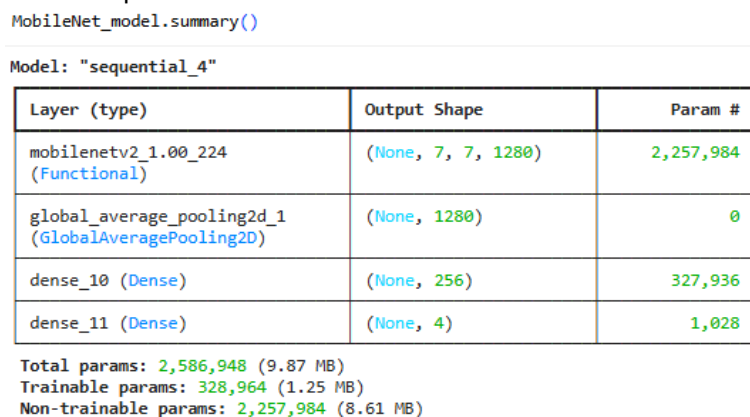 MobileNet_model.summary()
Model: "sequential_4"
Layer (type) Output Shape Param #
mobilenetv2_1.00_224 (None, 7, 7, 1280) 2,257,984
(Functional)
global_average_pooling2d_1 (None, 1280) 0
(GlobalAveragePooling2D)
dense_10 (Dense) (None, 256) 327,936
dense_11 (Dense) (None, 4) 1,028
Total params: 2,586,948 (9.87 MB)
Trainable params: 328,964 (1.25 MB)
Non-trainable params: 2,257,984 (8.61 MB)